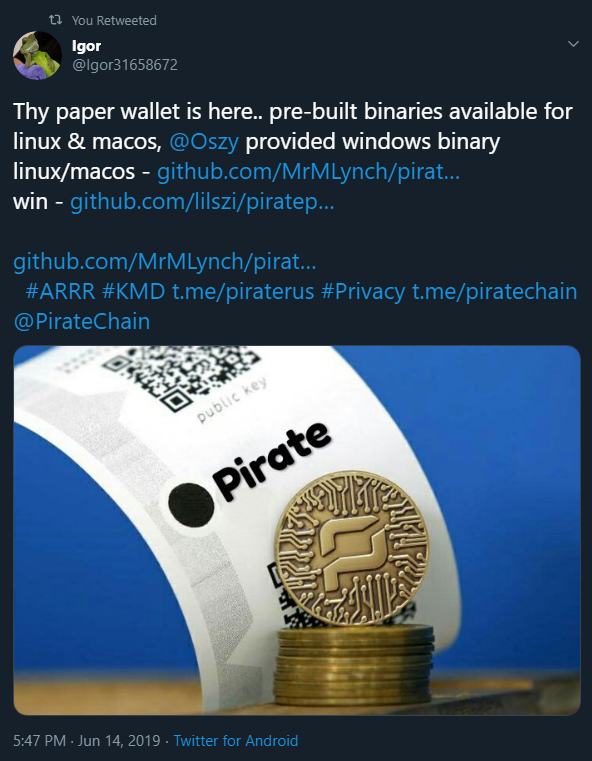 You Retweeted
Igor
@Igor31658672
Thy paper wallet is here.. pre-built binaries available for
linux & macos, @Oszy provided windows binary
linux/macos - github.com/MrMLynch/pirat...
win - github.com/lilszi/piratep...
github.com/MrMLynch/pirat...
#ARRR #KMD t.me/piraterus #Privacy t.me/piratechain
@PirateChain
public key
Pirate
5:47 PM · Jun 14, 2019 · Twitter for Android